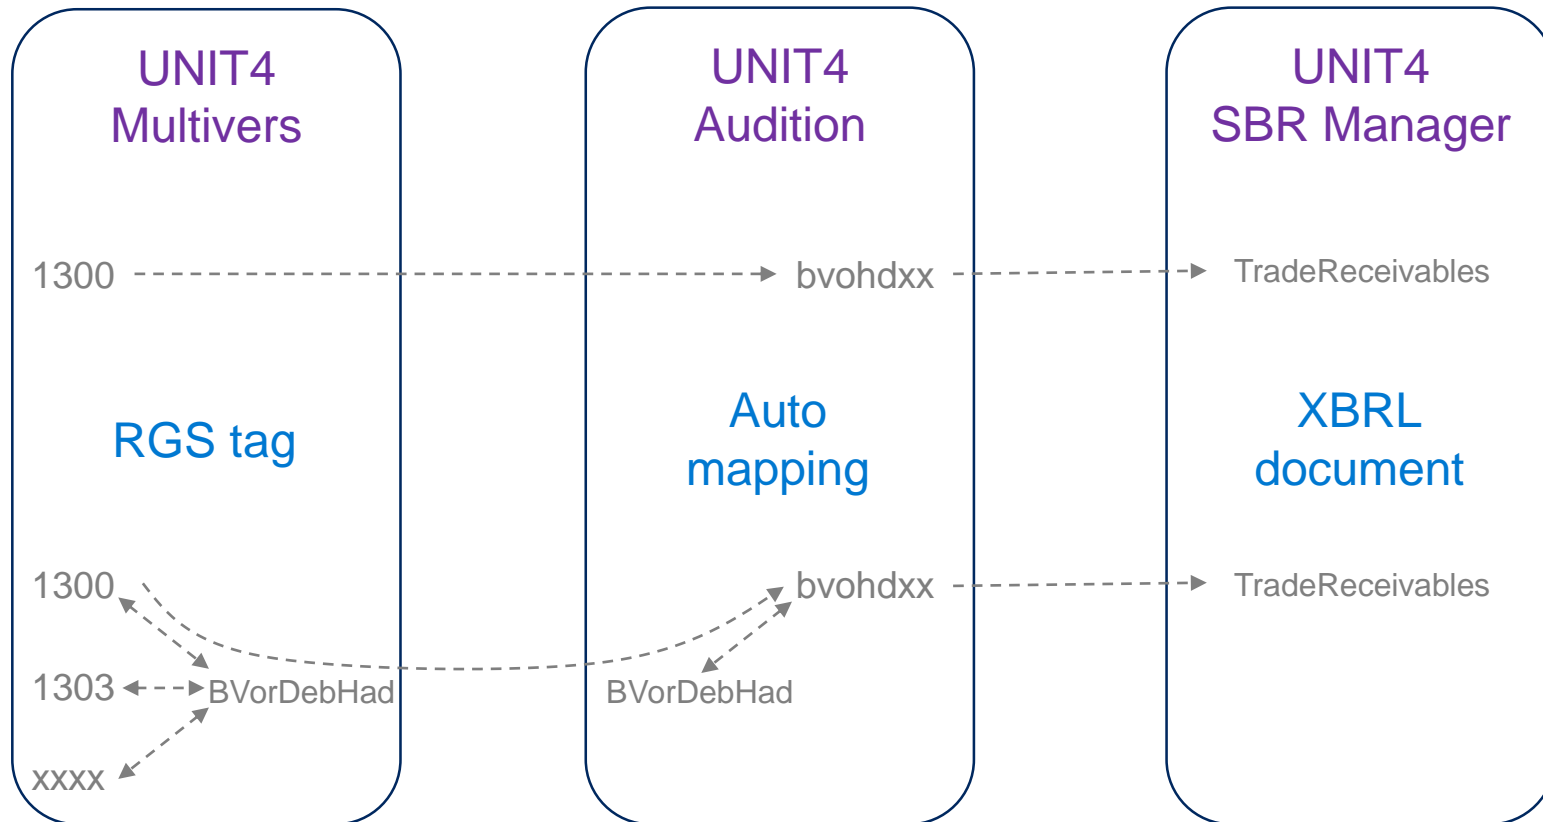 UNIT4
Multivers
UNIT4
Audition
UNIT4
SBR Manager
1300
bvohdxx
TradeReceivables
RGS tag
Auto
mapping
XBRL
document
1300
bvohdxx
TradeReceivables
1303
BVorDebHad
BVorDebHad
xxxx